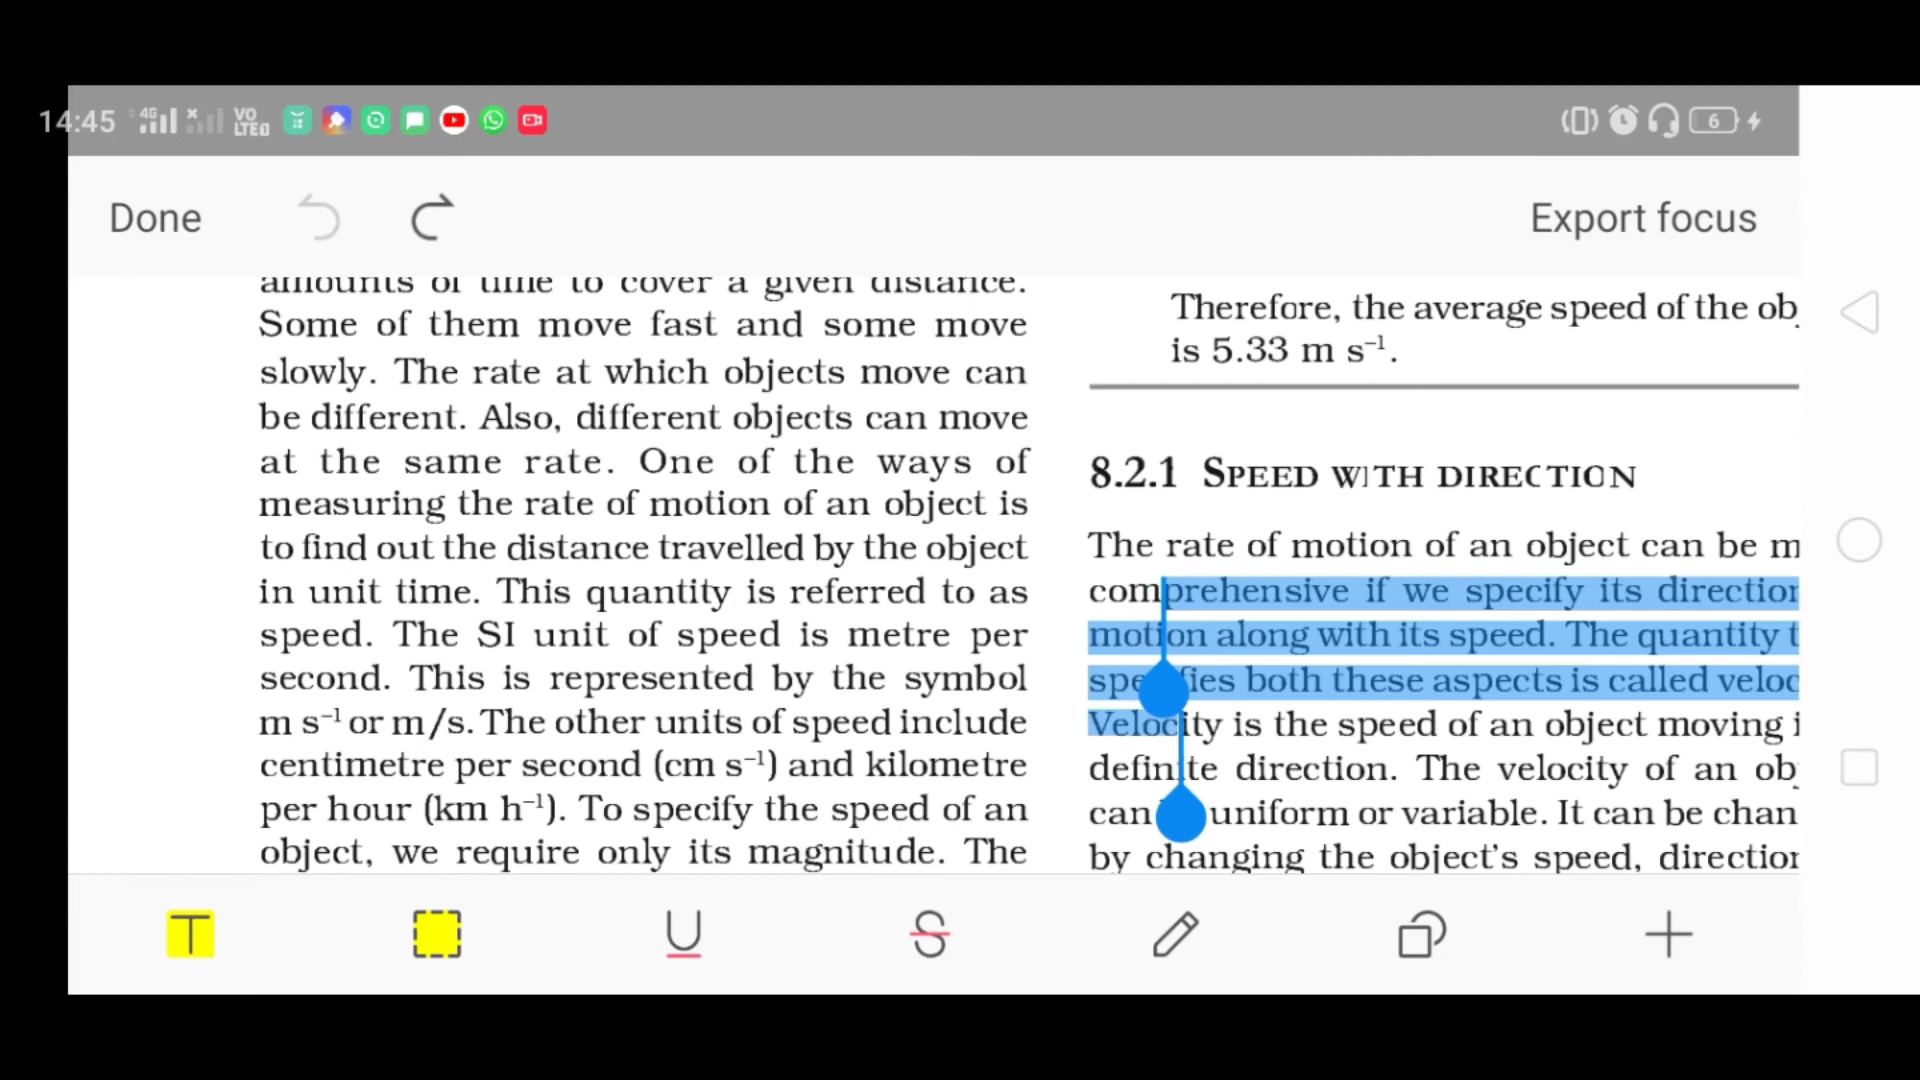 14:45 4G VO LTE 6
Done
Export focus
amounts of time to cover a given distance.
Some of them move fast and some move
slowly. The rate at which objects move can
be different. Also, different objects can move
at the same rate. One of the ways of
measuring the rate of motion of an object is
to find out the distance travelled by the object
in unit time. This quantity is referred to as
speed. The SI unit of speed is metre per
second. This is represented by the symbol
m s⁻¹ or m/s. The other units of speed include
centimetre per second (cm s⁻¹) and kilometre
per hour (km h⁻¹). To specify the speed of an
object, we require only its magnitude. The
Therefore, the average speed of the ob
is 5.33 m s⁻¹.
8.2.1 SPEED WITH DIRECTION
The rate of motion of an object can be m
comprehensive if we specify its direction
motion along with its speed. The quantity t
fies both these aspects is called veloc
Velocity is the speed of an object moving i
definite direction. The velocity of an ob
can uniform or variable. It can be chan
by changing the object's speed, direction
T U S